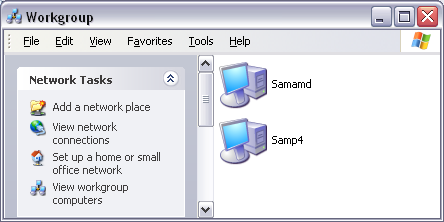 Workgroup
File Edit View Favorites Tools Help
Network Tasks
Add a network place
View network
connections
Set up a home or small
office network
View workgroup
computers
Samamd
Samp4